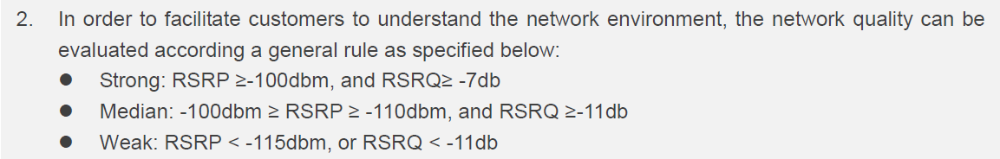 2. In order to facilitate customers to understand the network environment, the network quality can be
evaluated according a general rule as specified below:
● Strong: RSRP ≥-100dbm, and RSRQ≥ -7db
● Median: -100dbm ≥ RSRP ≥ -110dbm, and RSRQ ≥-11db
● Weak: RSRP < -115dbm, or RSRQ < -11db